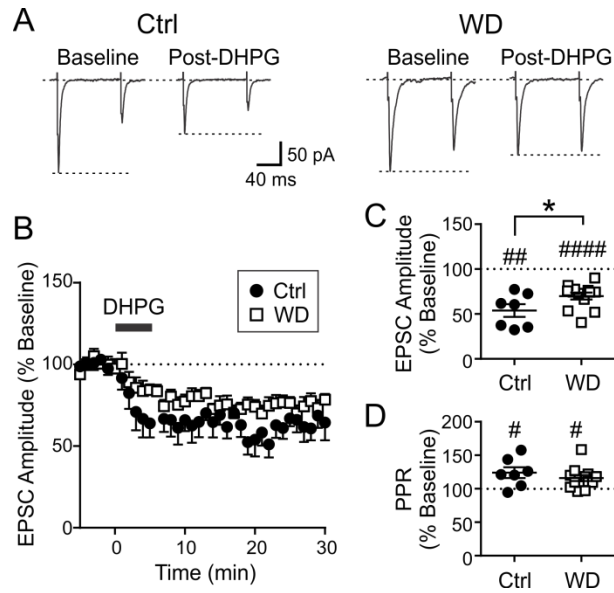 A
Ctrl
WD
Baseline
Post-DHPG
Baseline
Post-DHPG
50 pA
40 ms
B
EPSC Amplitude (% Baseline)
150
100
50
0
DHPG
Ctrl
WD
0
10
20
30
Time (min)
C
*
EPSC Amplitude
(% Baseline)
150
100
50
0
##
####
Ctrl
WD
D
PPR
(% Baseline)
200
150
100
50
0
#
#
Ctrl
WD